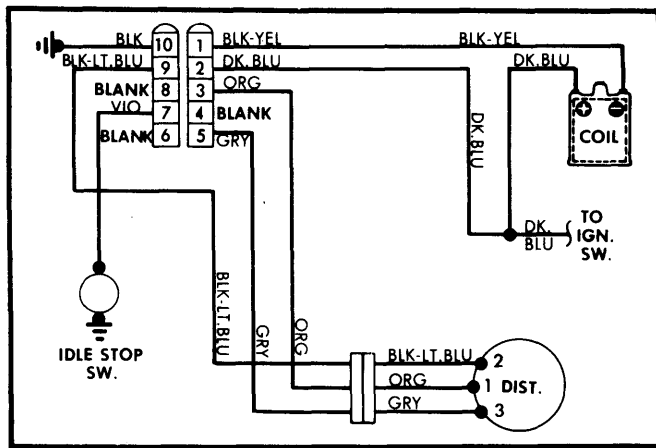 BLK 10 1 BLK-YEL BLK-YEL
BLK-LT.BLU 9 2 DK.BLU DK.BLU
BLANK 8 3 ORG
VIO 7 4 BLANK
BLANK 6 5 GRY
COIL
DK.BLU
TO
IGN.
SW.
DK.
BLU
BLK-LT.BLU
GRY
ORG
IDLE STOP
SW.
BLK-LT.BLU 2
ORG 1 DIST.
GRY 3